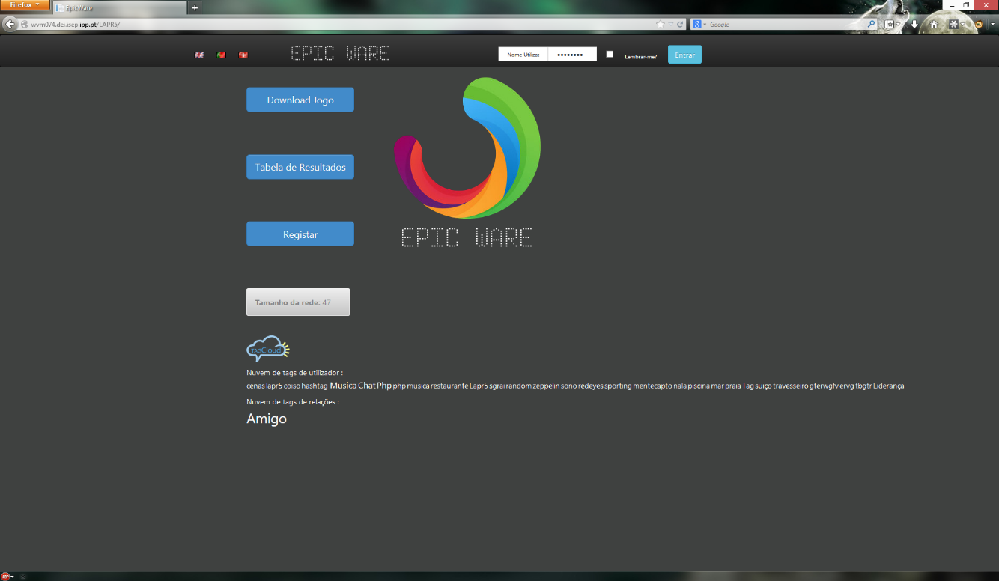 Firefox
EpicWare
wvm074.dei.isep.ipp.pt/LAPR5/
Google
EPIC WARE
Nome Utiliza
Lembrar-me?
Entrar
Download Jogo
Tabela de Resultados
Registar
EPIC WARE
Tamanho da rede: 47
TAGCloud
Nuvem de tags de utilizador :
cenas lapr5 coiso hashtag Musica Chat Php php musica restaurante Lapr5 sgrai random zeppelin sono redeyes sporting mentecapto nala piscina mar praia Tag suiço travesseiro gterwgfv ervg tbgtr Liderança
Nuvem de tags de relações :
Amigo
ABP